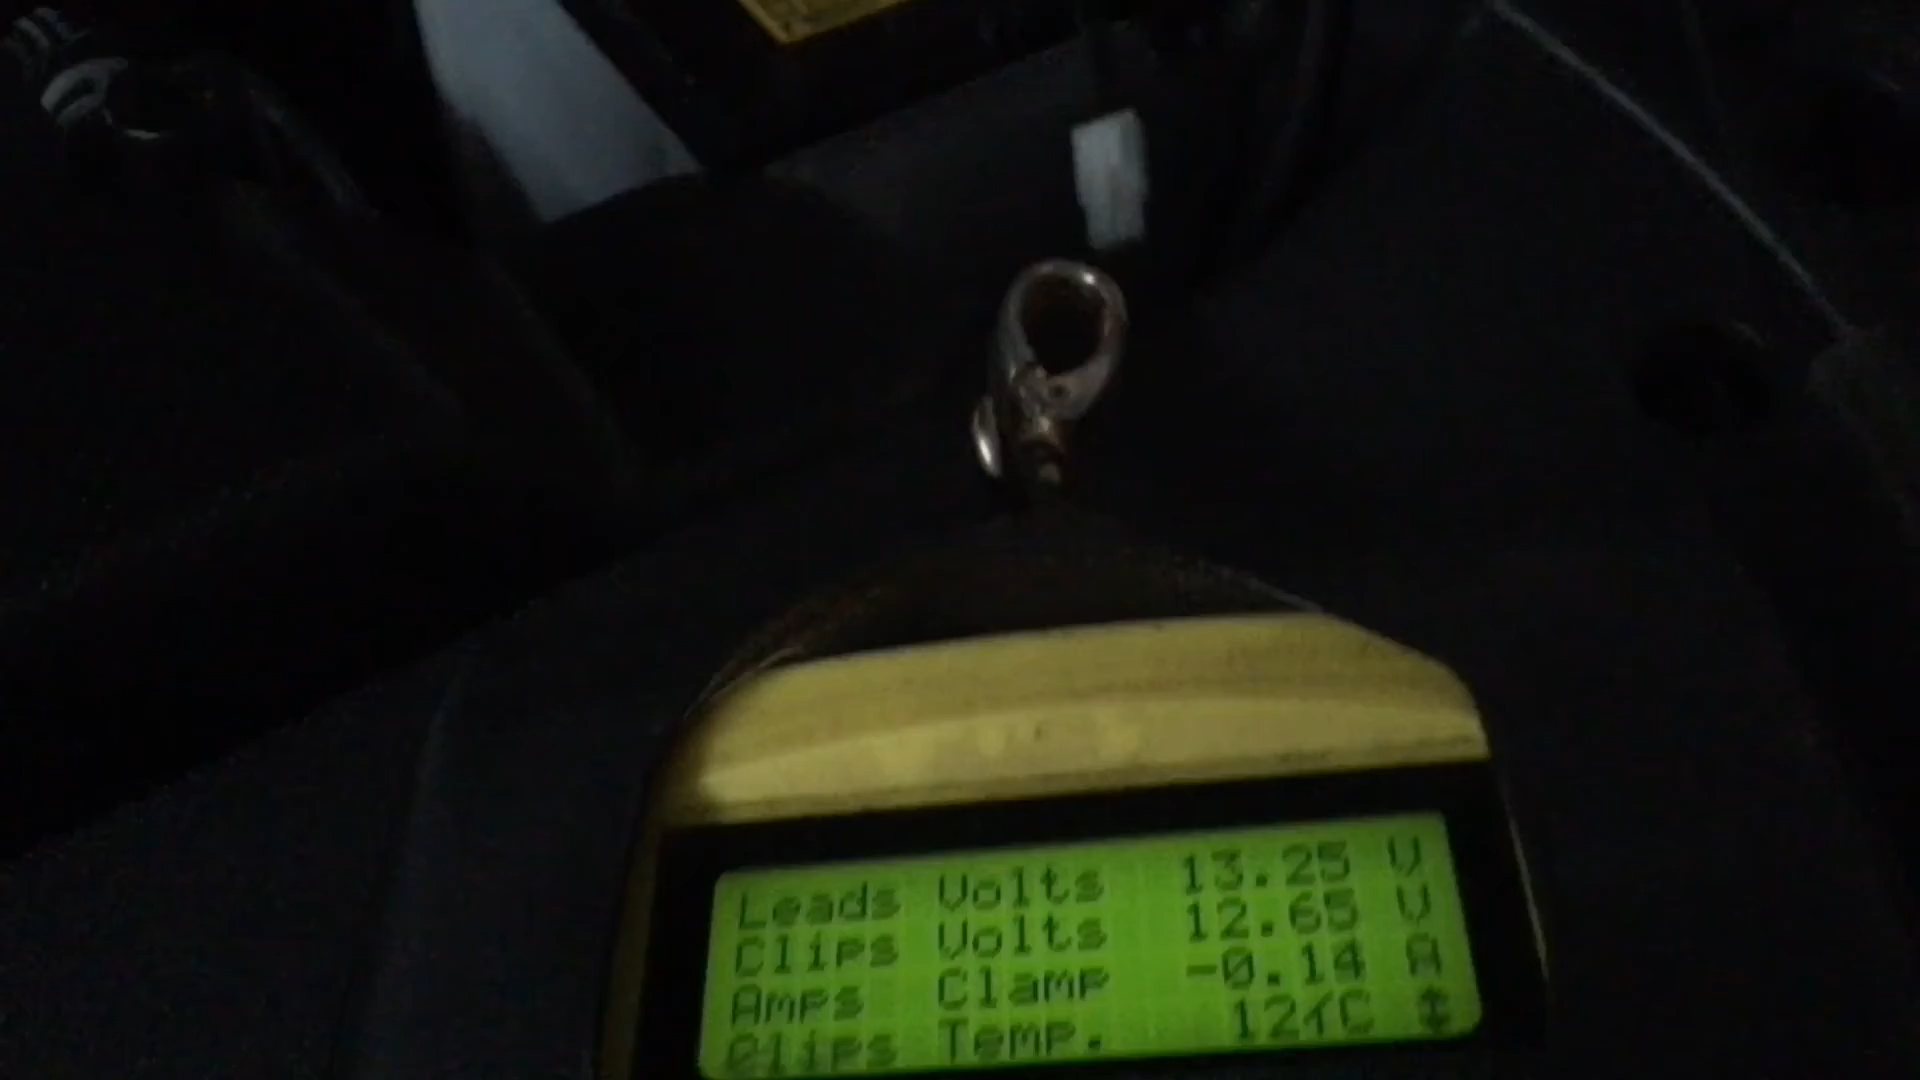 Leads Volts 13.25 V
Clips Volts 12.65 V
Amps Clamp -0.14 A
Clips Temp. 12°C